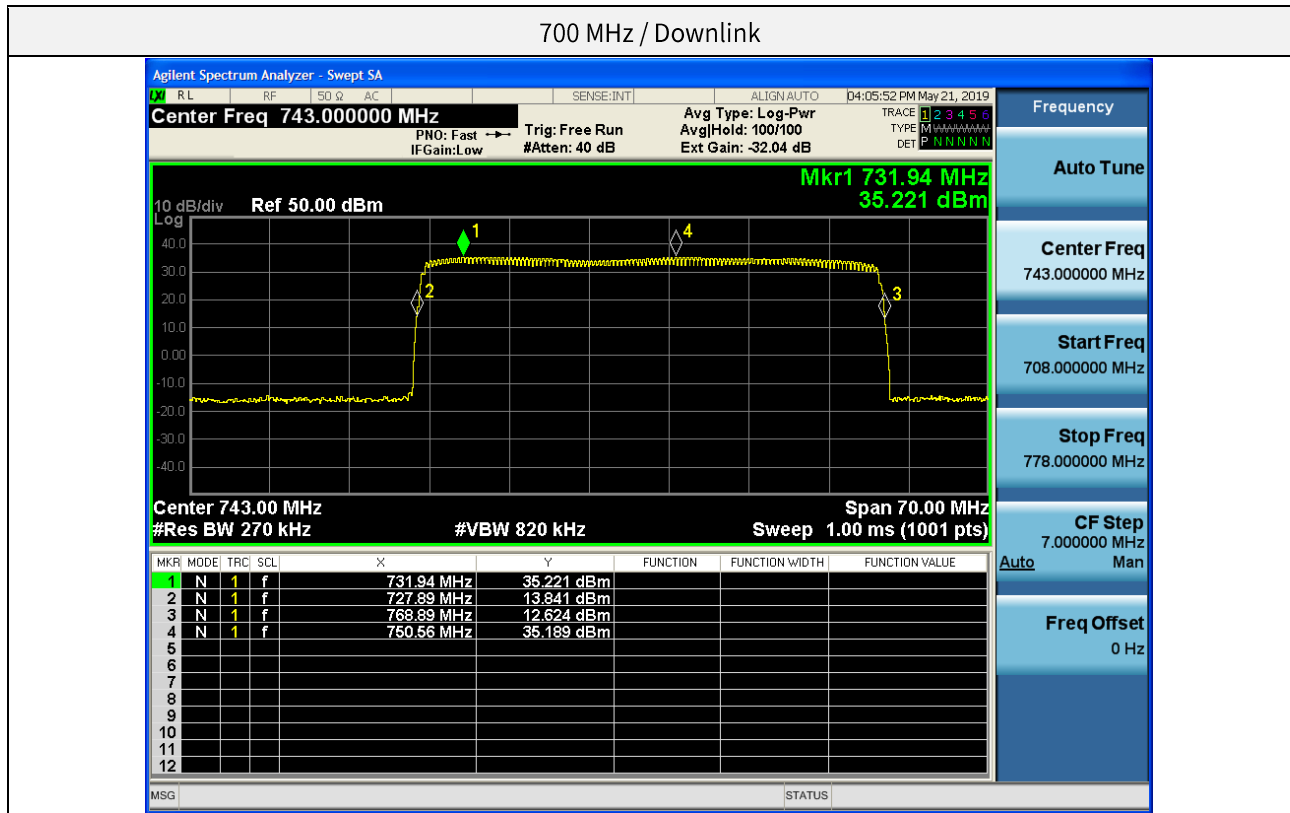 700 MHz / Downlink
Agilent Spectrum Analyzer - Swept SA
LXI RL RF 50 Ω AC SENSE:INT ALIGN AUTO 04:05:52 PM May 21, 2019
Center Freq 743.000000 MHz
PNO: Fast
IFGain:Low
Trig: Free Run
#Atten: 40 dB
Avg Type: Log-Pwr
Avg|Hold: 100/100
Ext Gain: -32.04 dB
TRACE 1 2 3 4 5 6
TYPE M
DET P N N N N N
Mkr1 731.94 MHz
35.221 dBm
10 dB/div Ref 50.00 dBm
Log
40.0
30.0
20.0
10.0
0.00
-10.0
-20.0
-30.0
-40.0
1
4
2
3
Center 743.00 MHz Span 70.00 MHz
#Res BW 270 kHz #VBW 820 kHz Sweep 1.00 ms (1001 pts)
MKR MODE TRC SCL X Y FUNCTION FUNCTION WIDTH FUNCTION VALUE
1 N 1 f 731.94 MHz 35.221 dBm
2 N 1 f 727.89 MHz 13.841 dBm
3 N 1 f 768.89 MHz 12.624 dBm
4 N 1 f 750.56 MHz 35.189 dBm
5
6
7
8
9
10
11
12
MSG STATUS
Frequency
Auto Tune
Center Freq
743.000000 MHz
Start Freq
708.000000 MHz
Stop Freq
778.000000 MHz
CF Step
7.000000 MHz
Auto Man
Freq Offset
0 Hz